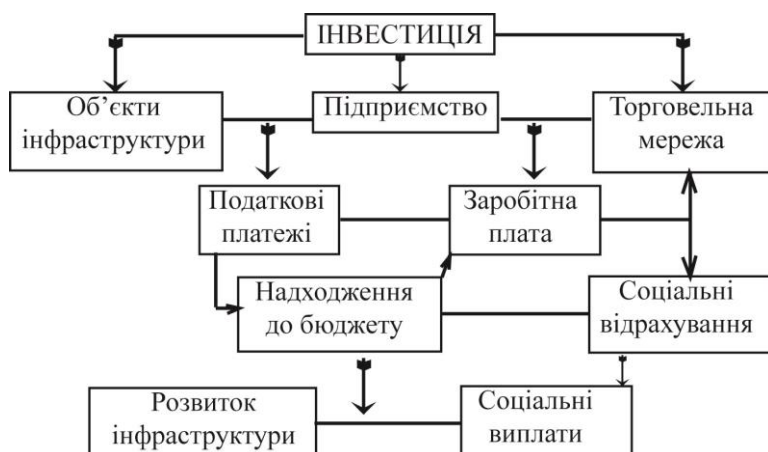 ІНВЕСТИЦІЯ
Об’єкти
інфраструктури
Підприємство
Торговельна
мережа
Податкові
платежі
Заробітна
плата
Надходження
до бюджету
Соціальні
відрахування
Розвиток
інфраструктури
Соціальні
виплати